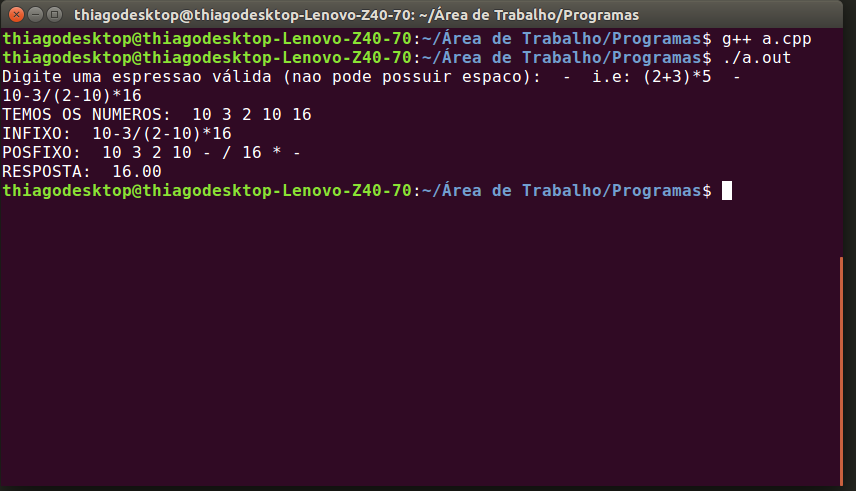 thiagodesktop@thiagodesktop-Lenovo-Z40-70: ~/Área de Trabalho/Programas
thiagodesktop@thiagodesktop-Lenovo-Z40-70:~/Área de Trabalho/Programas$ g++ a.cpp
thiagodesktop@thiagodesktop-Lenovo-Z40-70:~/Área de Trabalho/Programas$ ./a.out
Digite uma espressao válida (nao pode possuir espaco):  -  i.e: (2+3)*5  -
10-3/(2-10)*16
TEMOS OS NUMEROS:  10 3 2 10 16
INFIXO:  10-3/(2-10)*16
POSFIXO:  10 3 2 10 - / 16 * -
RESPOSTA:  16.00
thiagodesktop@thiagodesktop-Lenovo-Z40-70:~/Área de Trabalho/Programas$